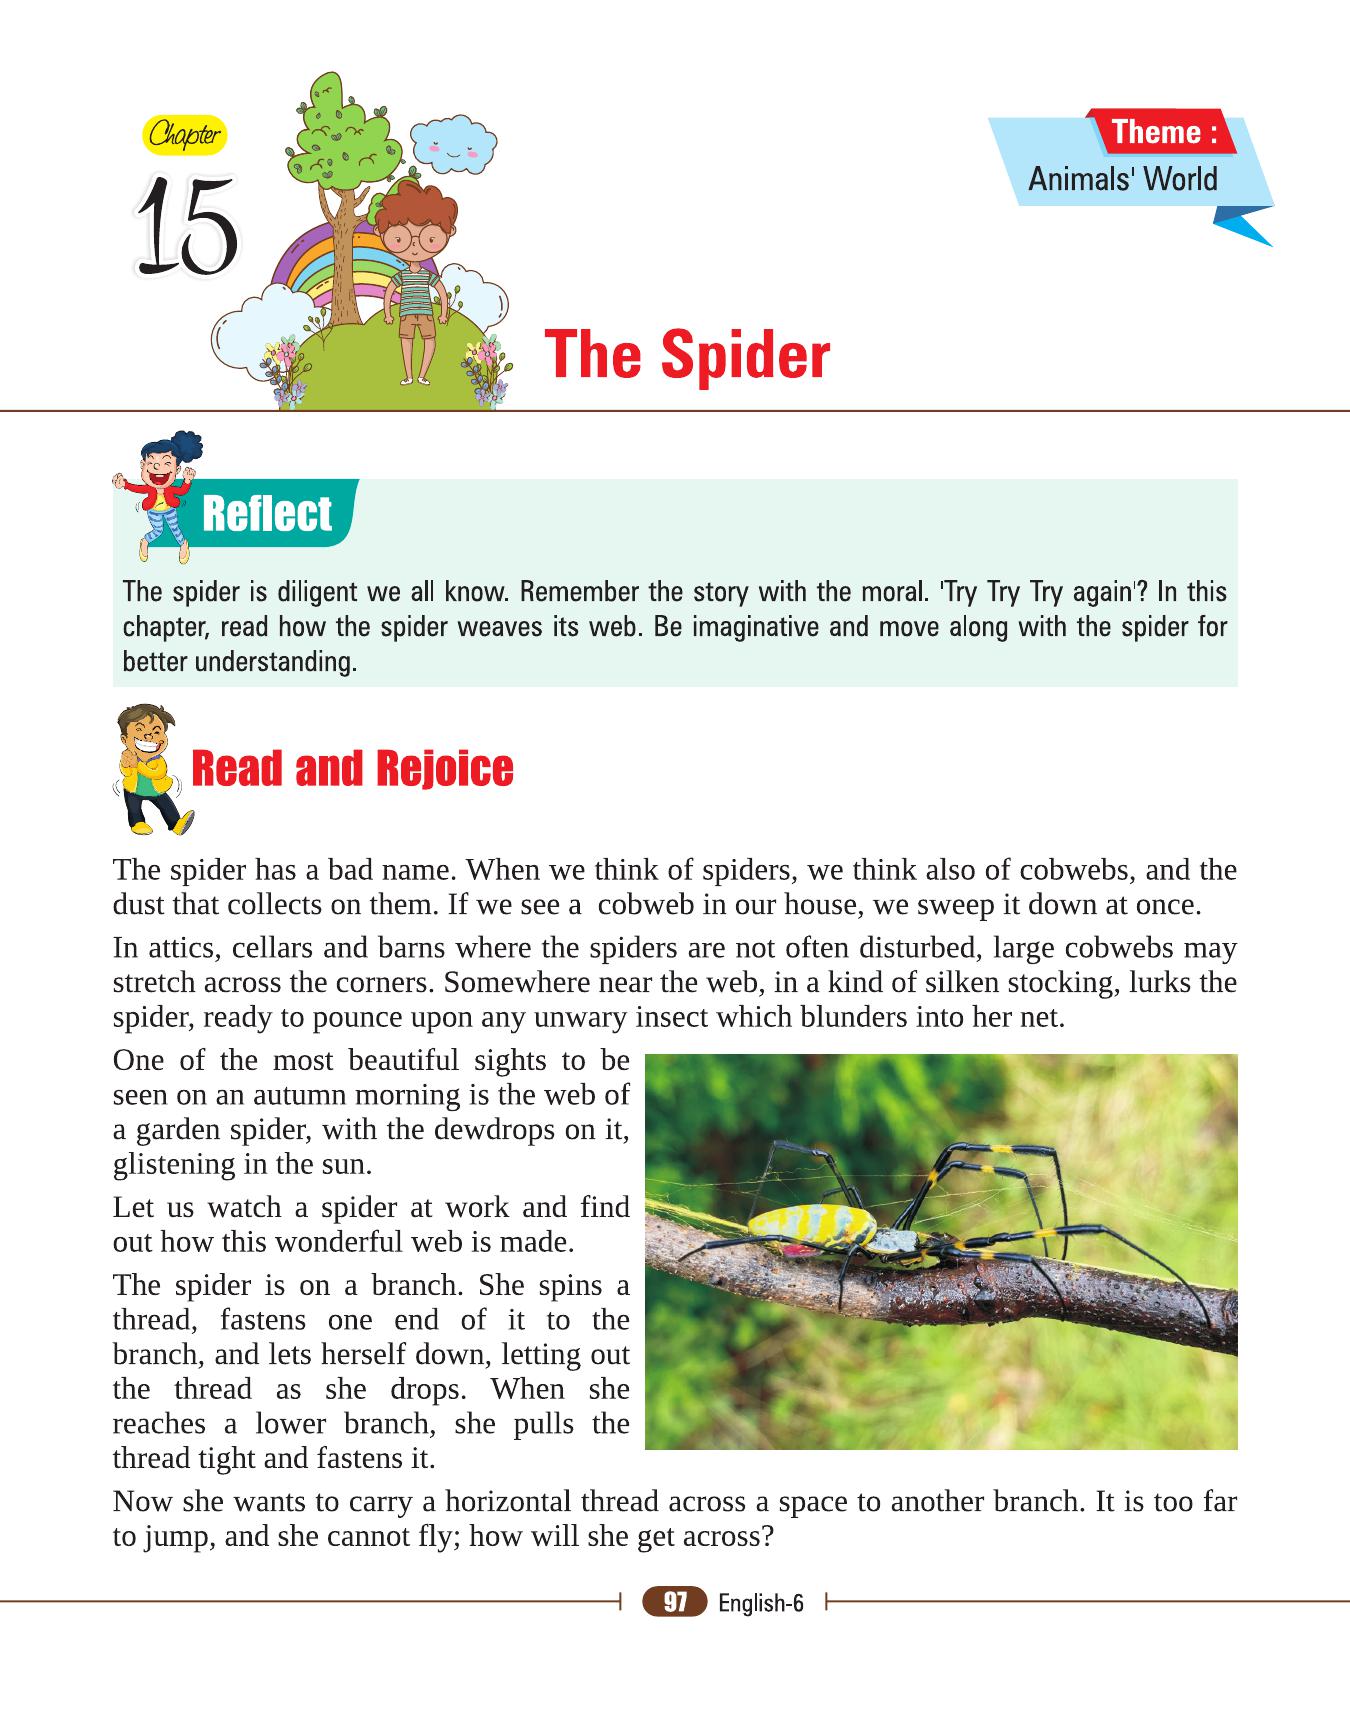 Chapter
15
Theme :
Animals' World
The Spider
Reflect
The spider is diligent we all know. Remember the story with the moral. 'Try Try Try again'? In this
chapter, read how the spider weaves its web. Be imaginative and move along with the spider for
better understanding.
Read and Rejoice
The spider has a bad name. When we think of spiders, we think also of cobwebs, and the
dust that collects on them. If we see a cobweb in our house, we sweep it down at once.
In attics, cellars and barns where the spiders are not often disturbed, large cobwebs may
stretch across the corners. Somewhere near the web, in a kind of silken stocking, lurks the
spider, ready to pounce upon any unwary insect which blunders into her net.
One of the most beautiful sights to be
seen on an autumn morning is the web of
a garden spider, with the dewdrops on it,
glistening in the sun.
Let us watch a spider at work and find
out how this wonderful web is made.
The spider is on a branch. She spins a
thread, fastens one end of it to the
branch, and lets herself down, letting out
the thread as she drops. When she
reaches a lower branch, she pulls the
thread tight and fastens it.
Now she wants to carry a horizontal thread across a space to another branch. It is too far
to jump, and she cannot fly; how will she get across?
97 English-6